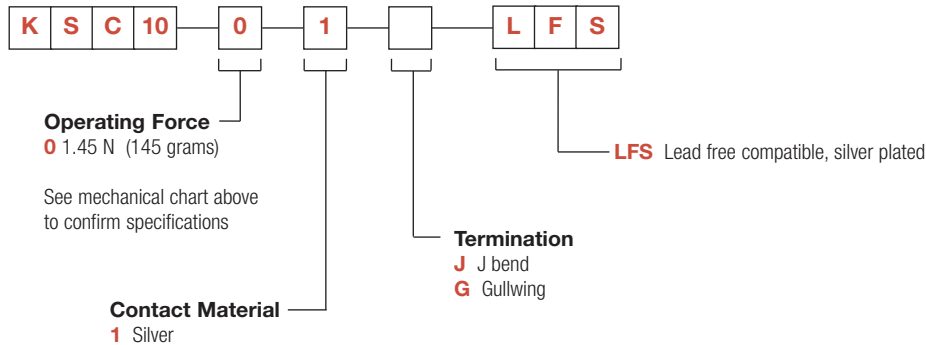 K S C 10 0 1 L F S
Operating Force
0 1.45 N (145 grams)
See mechanical chart above
to confirm specifications
LFS Lead free compatible, silver plated
Termination
J J bend
G Gullwing
Contact Material
1 Silver